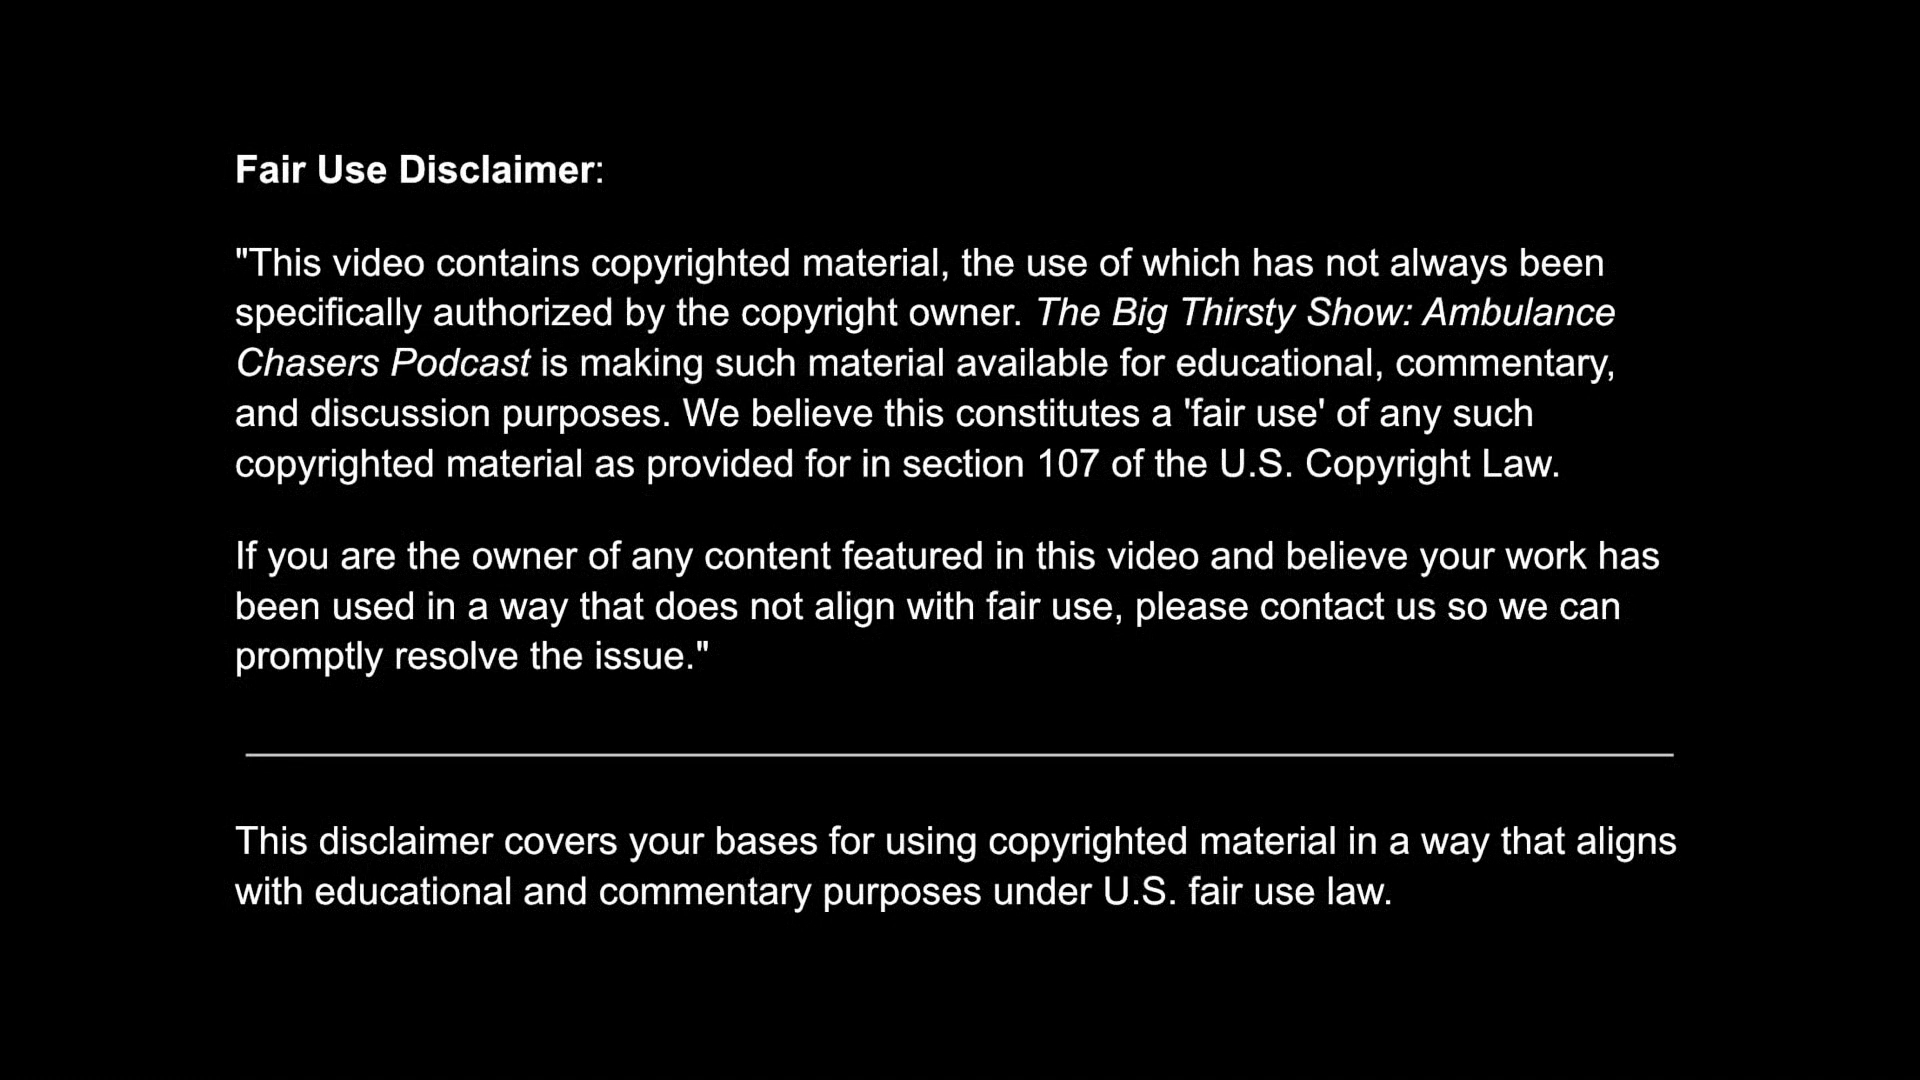 Fair Use Disclaimer:
"This video contains copyrighted material, the use of which has not always been
specifically authorized by the copyright owner. The Big Thirsty Show: Ambulance
Chasers Podcast is making such material available for educational, commentary,
and discussion purposes. We believe this constitutes a 'fair use' of any such
copyrighted material as provided for in section 107 of the U.S. Copyright Law.
If you are the owner of any content featured in this video and believe your work has
been used in a way that does not align with fair use, please contact us so we can
promptly resolve the issue."
This disclaimer covers your bases for using copyrighted material in a way that aligns
with educational and commentary purposes under U.S. fair use law.